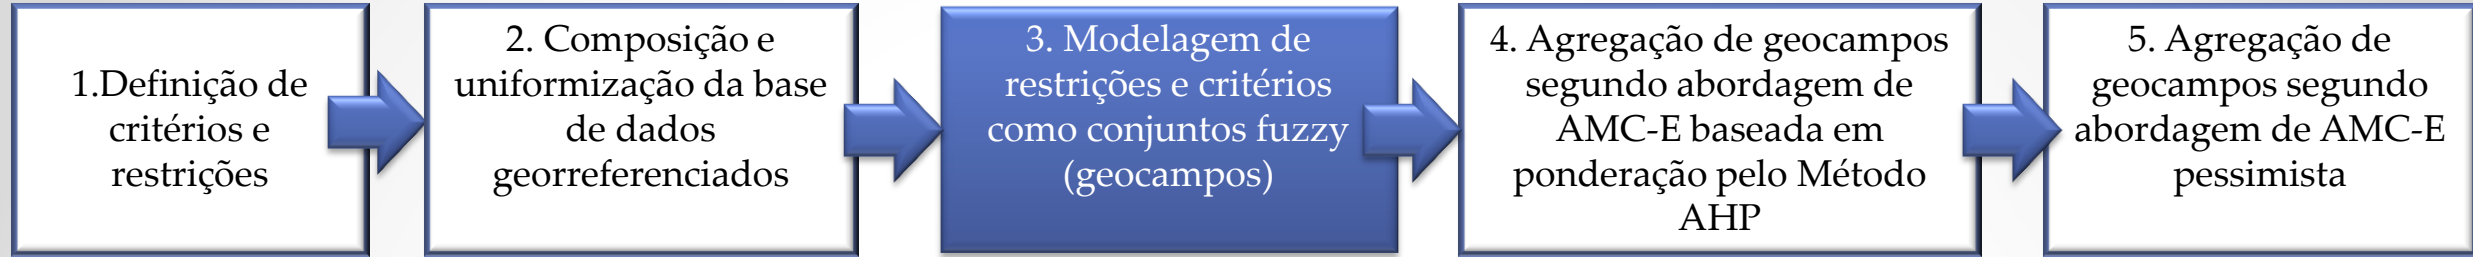 1.Definição de
critérios e
restrições
2. Composição e
uniformização da base
de dados
georreferenciados
3. Modelagem de
restrições e critérios
como conjuntos fuzzy
(geocampos)
4. Agregação de geocampos
segundo abordagem de
AMC-E baseada em
ponderação pelo Método
AHP
5. Agregação de
geocampos segundo
abordagem de AMC-E
pessimista